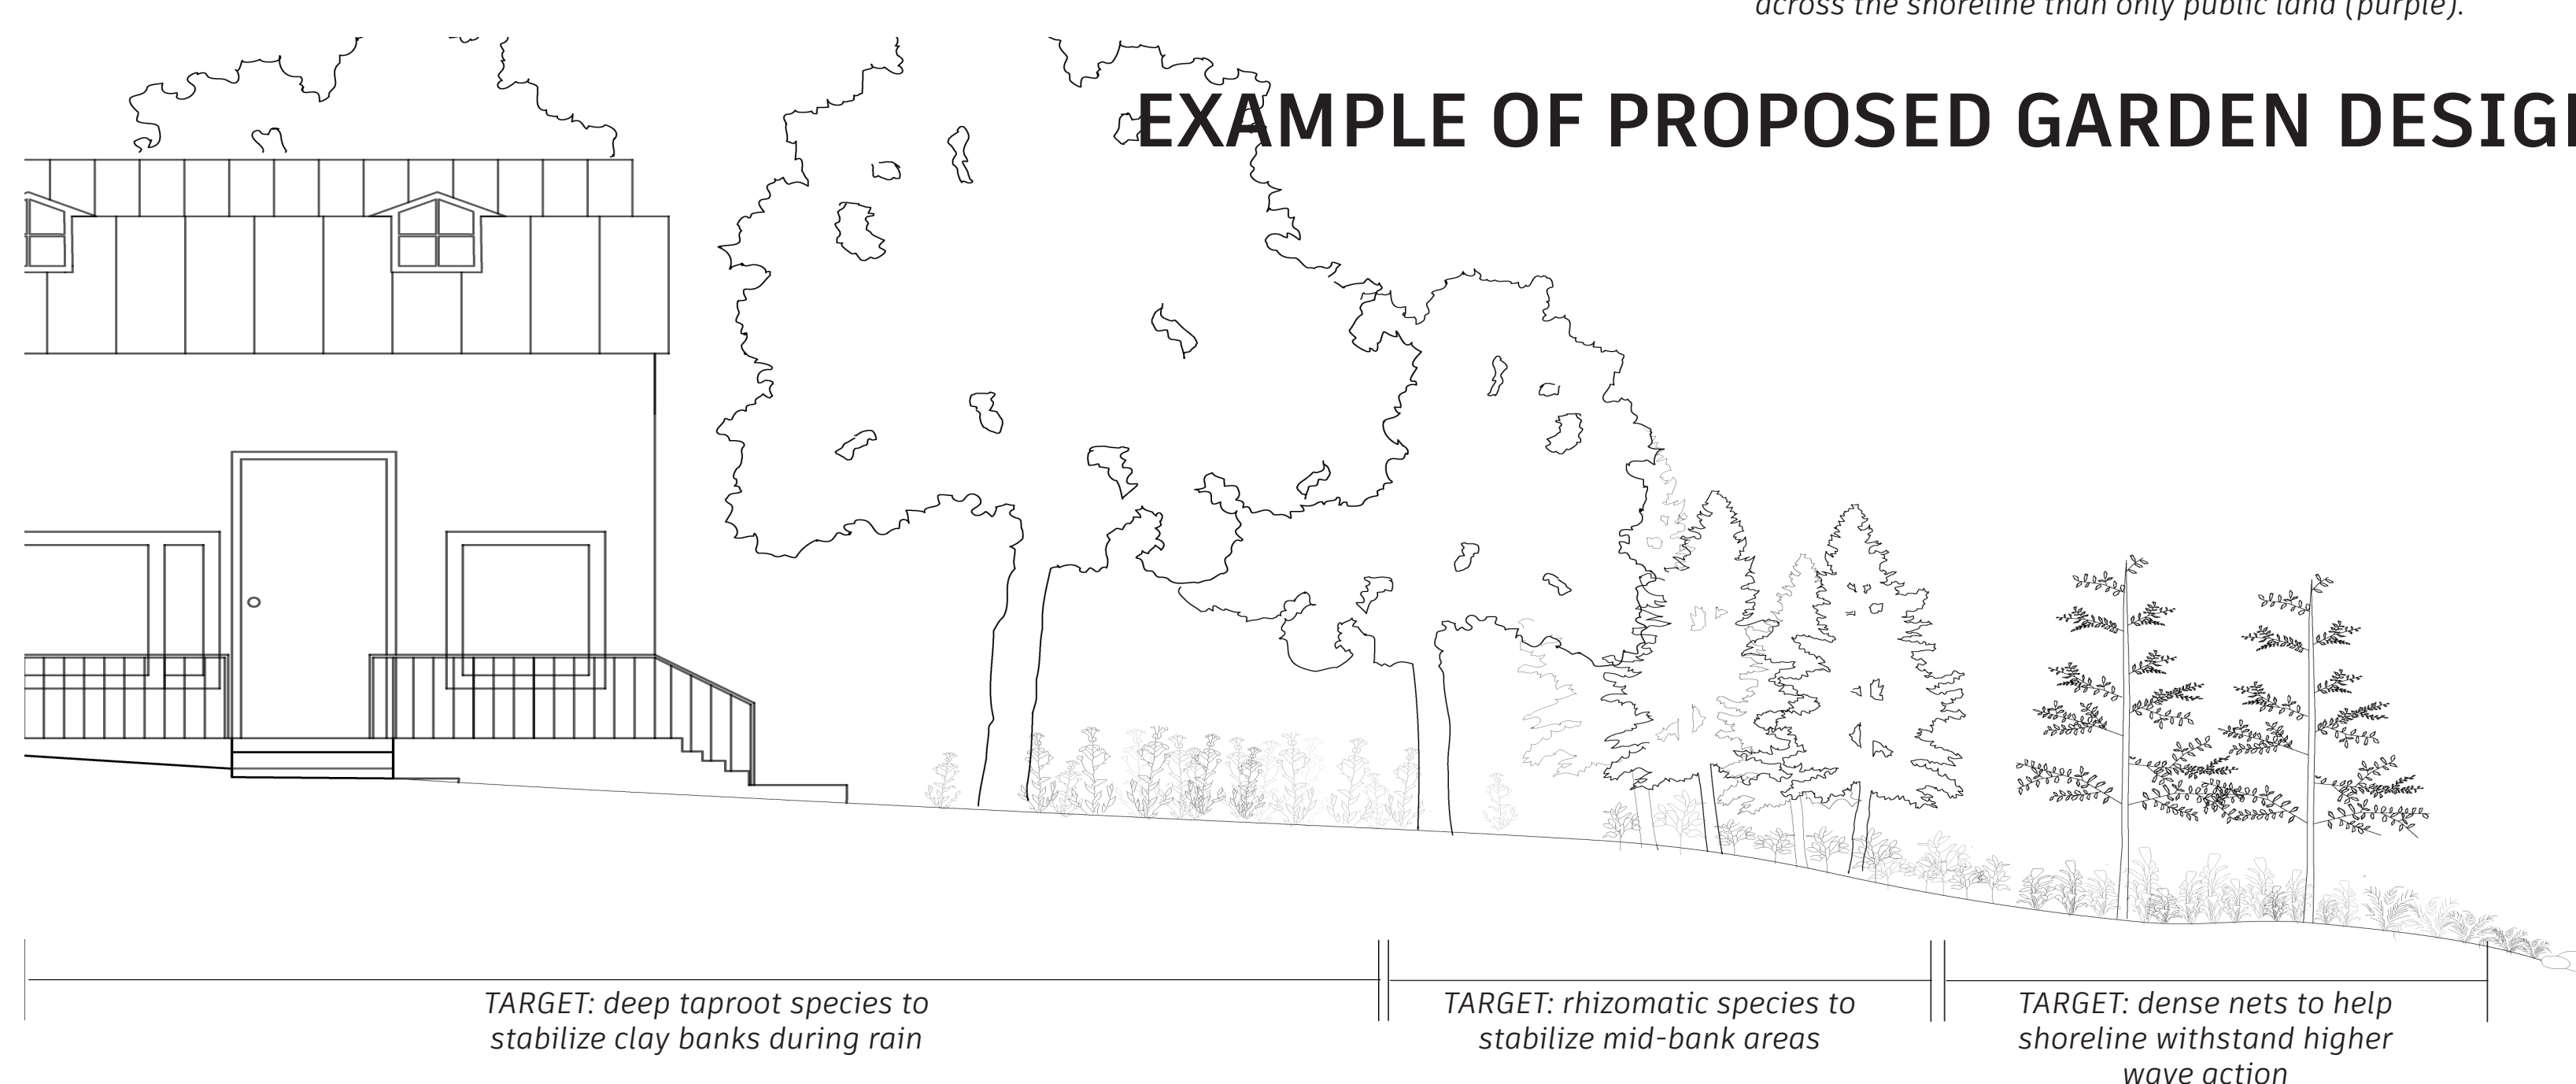 across the shoreline than only public land (purple).
EXAMPLE OF PROPOSED GARDEN
TARGET: deep taproot species to
stabilize clay banks during rain
TARGET: rhizomatic species to
stabilize mid-bank areas
TARGET: dense nets to help
shoreline withstand higher
wave action